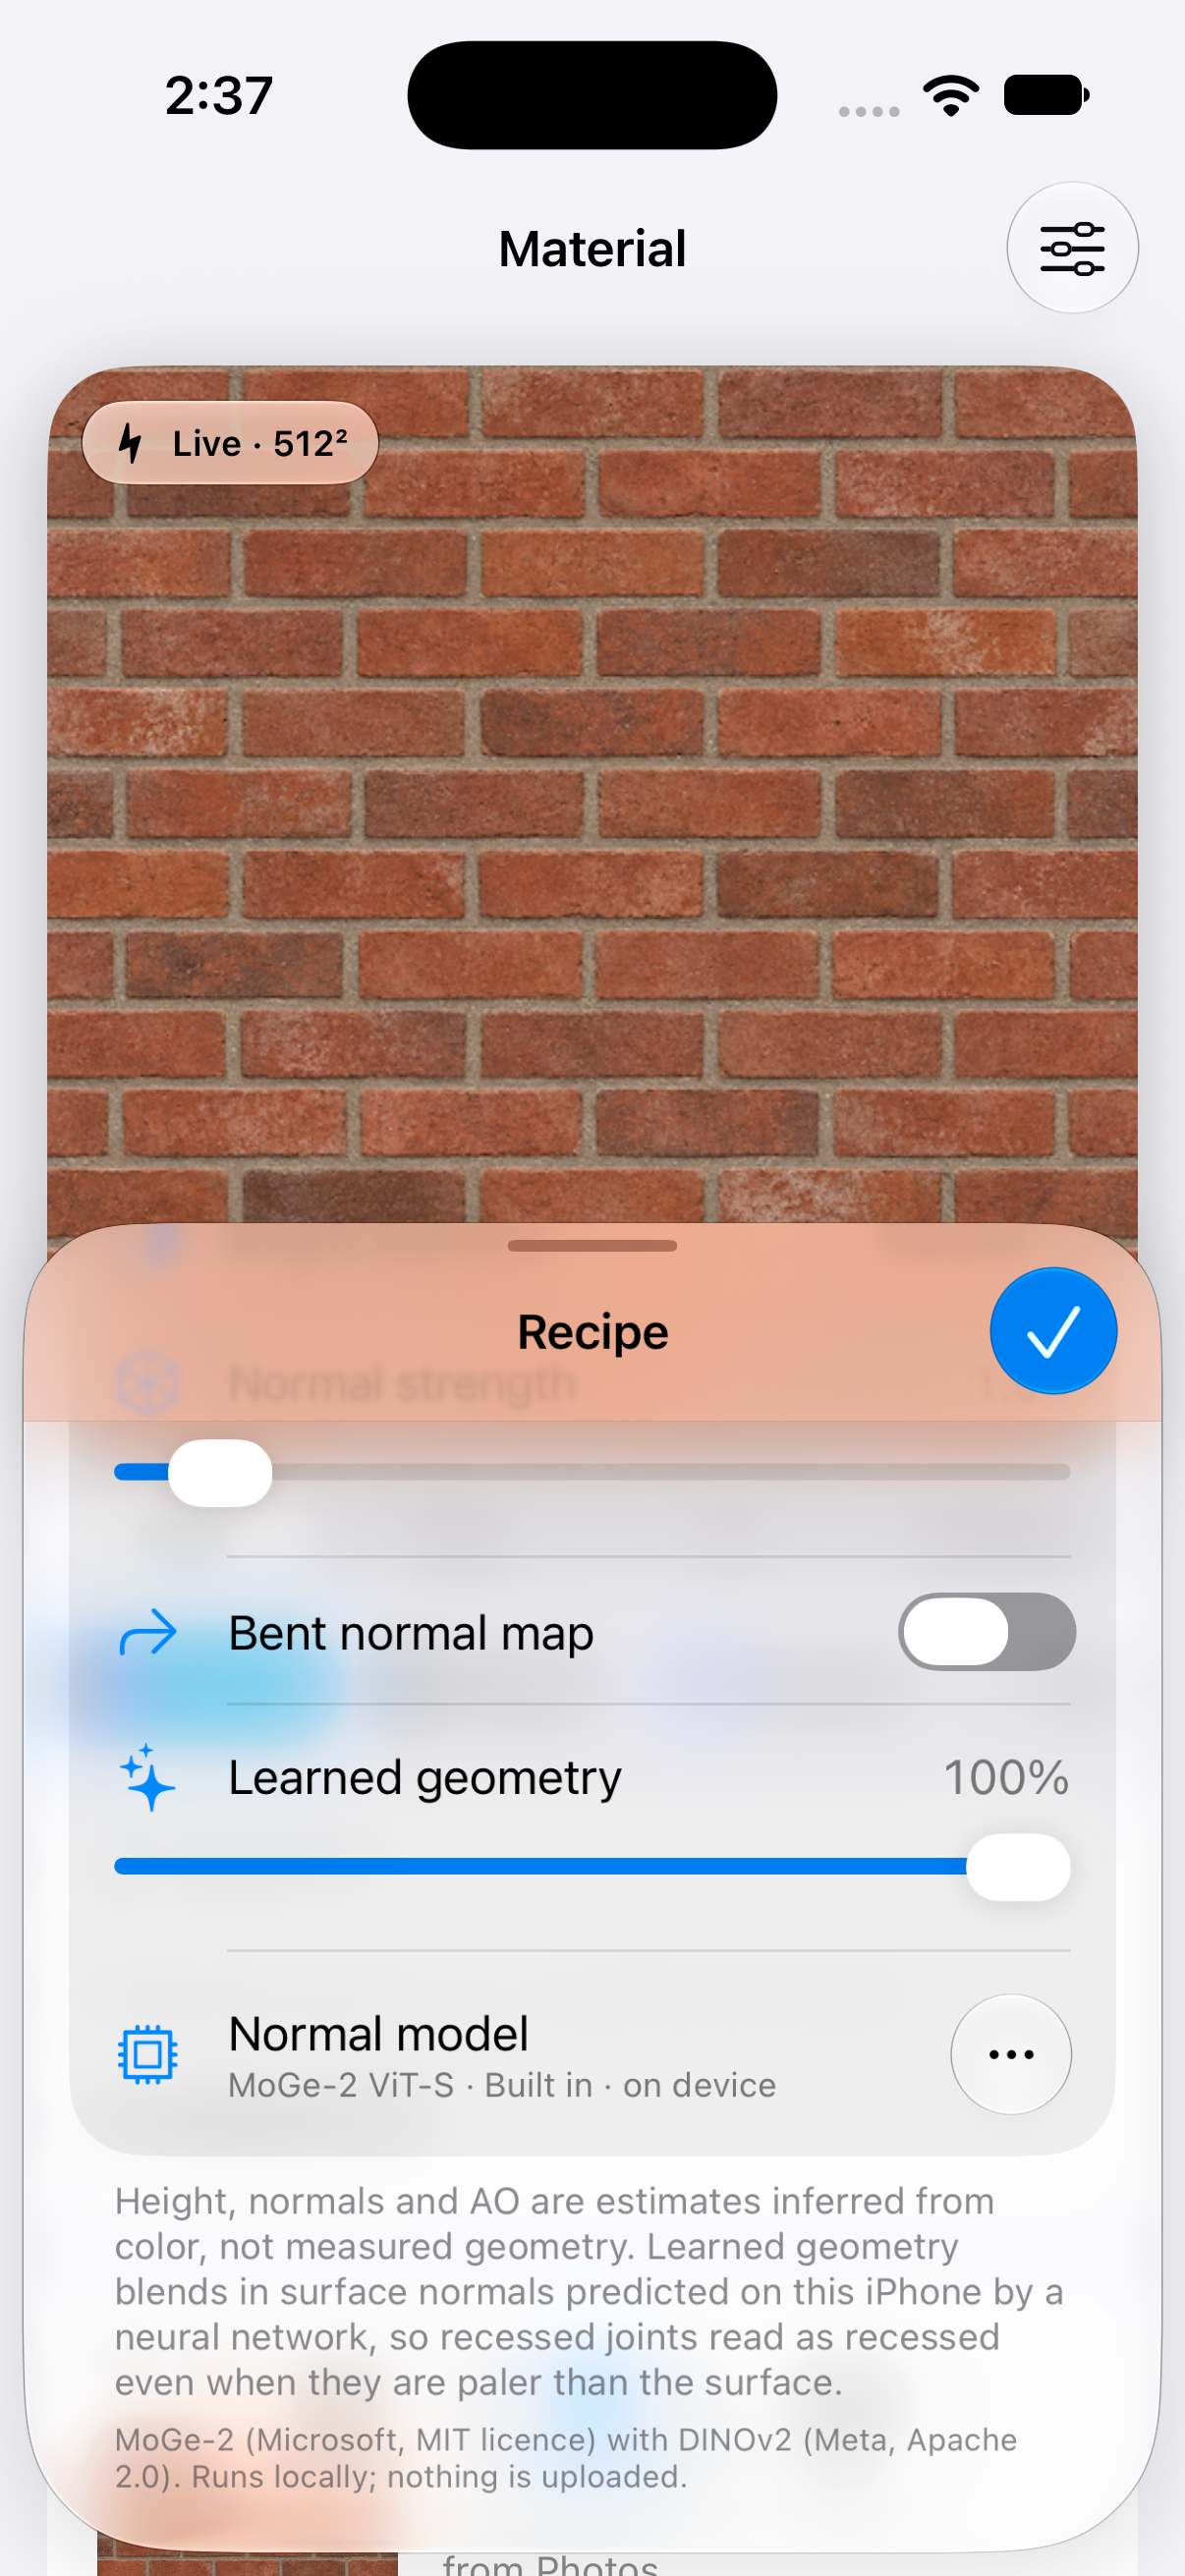 2:37
Material
Live · 512²
Recipe
Normal strength
Bent normal map
Learned geometry
100%
Normal model
MoGe-2 ViT-S · Built in · on device
Height, normals and AO are estimates inferred from
color, not measured geometry. Learned geometry
blends in surface normals predicted on this iPhone by a
neural network, so recessed joints read as recessed
even when they are paler than the surface.
MoGe-2 (Microsoft, MIT licence) with DINOv2 (Meta, Apache
2.0). Runs locally; nothing is uploaded.
from Photos